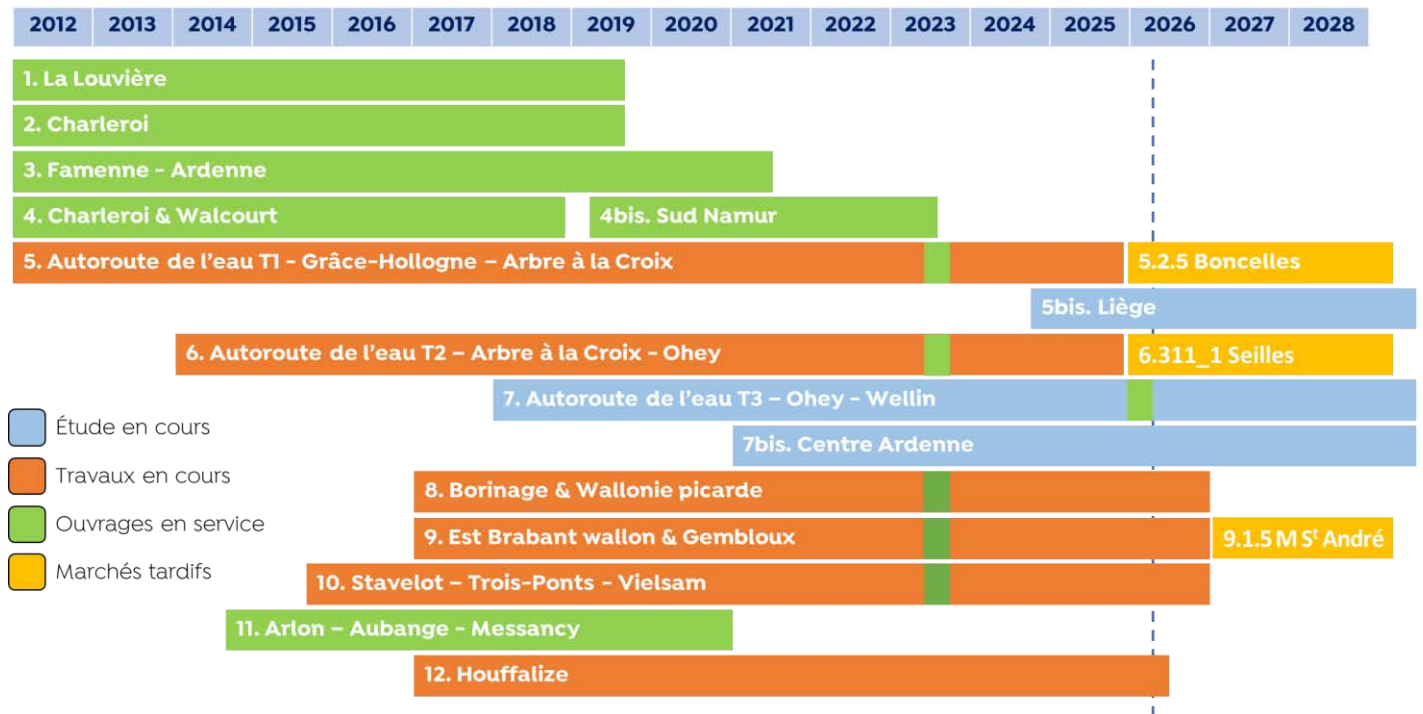 2012 2013 2014 2015 2016 2017 2018 2019 2020 2021 2022 2023 2024 2025 2026 2027 2028
1. La Louvière
2. Charleroi
3. Famenne - Ardenne
4. Charleroi & Walcourt 4bis. Sud Namur
5. Autoroute de l'eau T1 - Grâce-Hollogne – Arbre à la Croix 5.2.5 Boncelles
5bis. Liège
6. Autoroute de l'eau T2 – Arbre à la Croix - Ohey 6.311_1 Seilles
7. Autoroute de l'eau T3 – Ohey - Wellin
7bis. Centre Ardenne
8. Borinage & Wallonie picarde
9. Est Brabant wallon & Gembloux 9.1.5 M Sᵗ André
10. Stavelot – Trois-Ponts - Vielsam
11. Arlon – Aubange - Messancy
12. Houffalize
Étude en cours
Travaux en cours
Ouvrages en service
Marchés tardifs